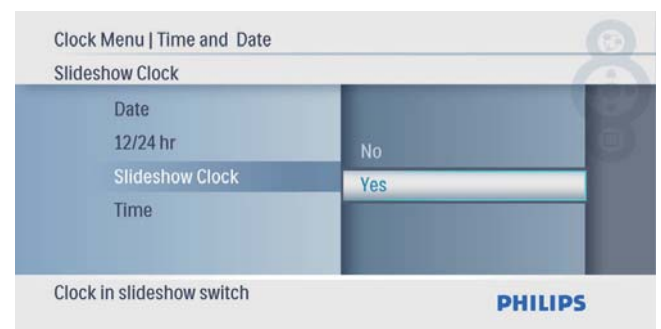 Clock Menu | Time and Date
Slideshow Clock
Date
12/24 hr
Slideshow Clock
Time
No
Yes
Clock in slideshow switch
PHILIPS